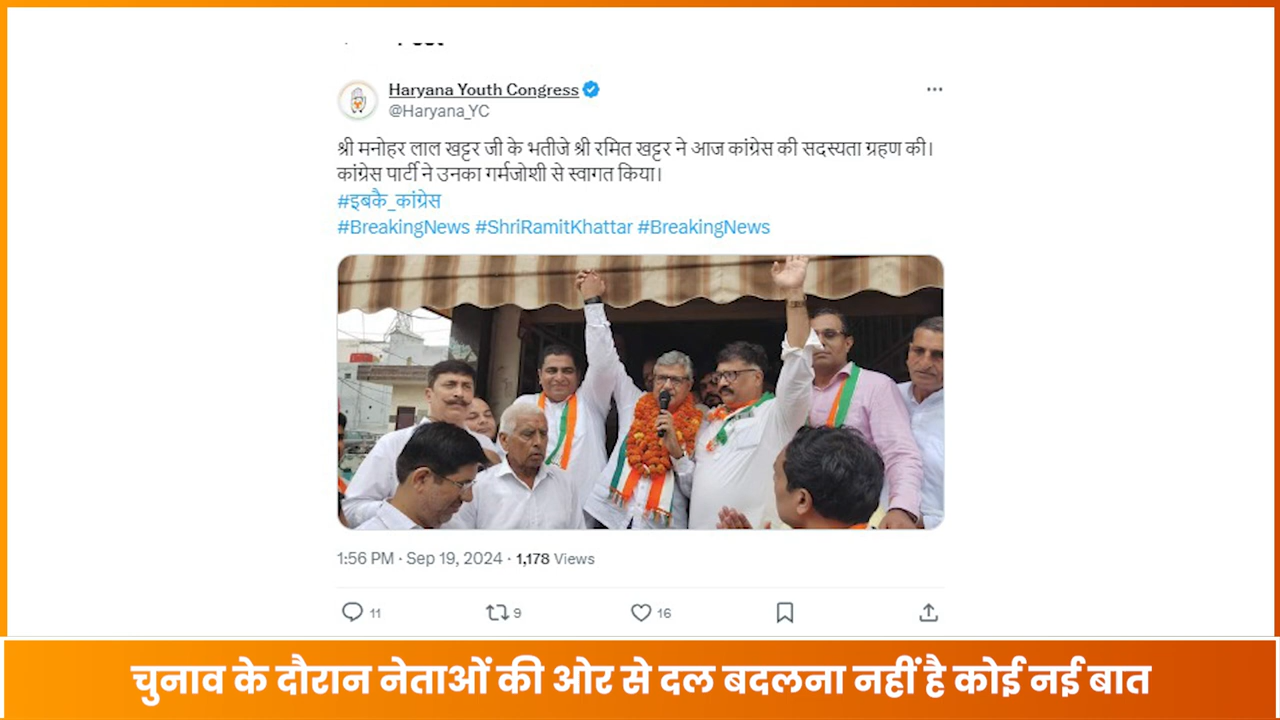 Haryana Youth Congress
@Haryana_YC
श्री मनोहर लाल खट्टर जी के भतीजे श्री रमित खट्टर ने आज कांग्रेस की सदस्यता ग्रहण की।
कांग्रेस पार्टी ने उनका गर्मजोशी से स्वागत किया।
#इबकै_कांग्रेस
#BreakingNews #ShriRamitKhattar #BreakingNews
1:56 PM · Sep 19, 2024 · 1,178 Views
11 9 16
चुनाव के दौरान नेताओं की ओर से दल बदलना नहीं है कोई नई बात